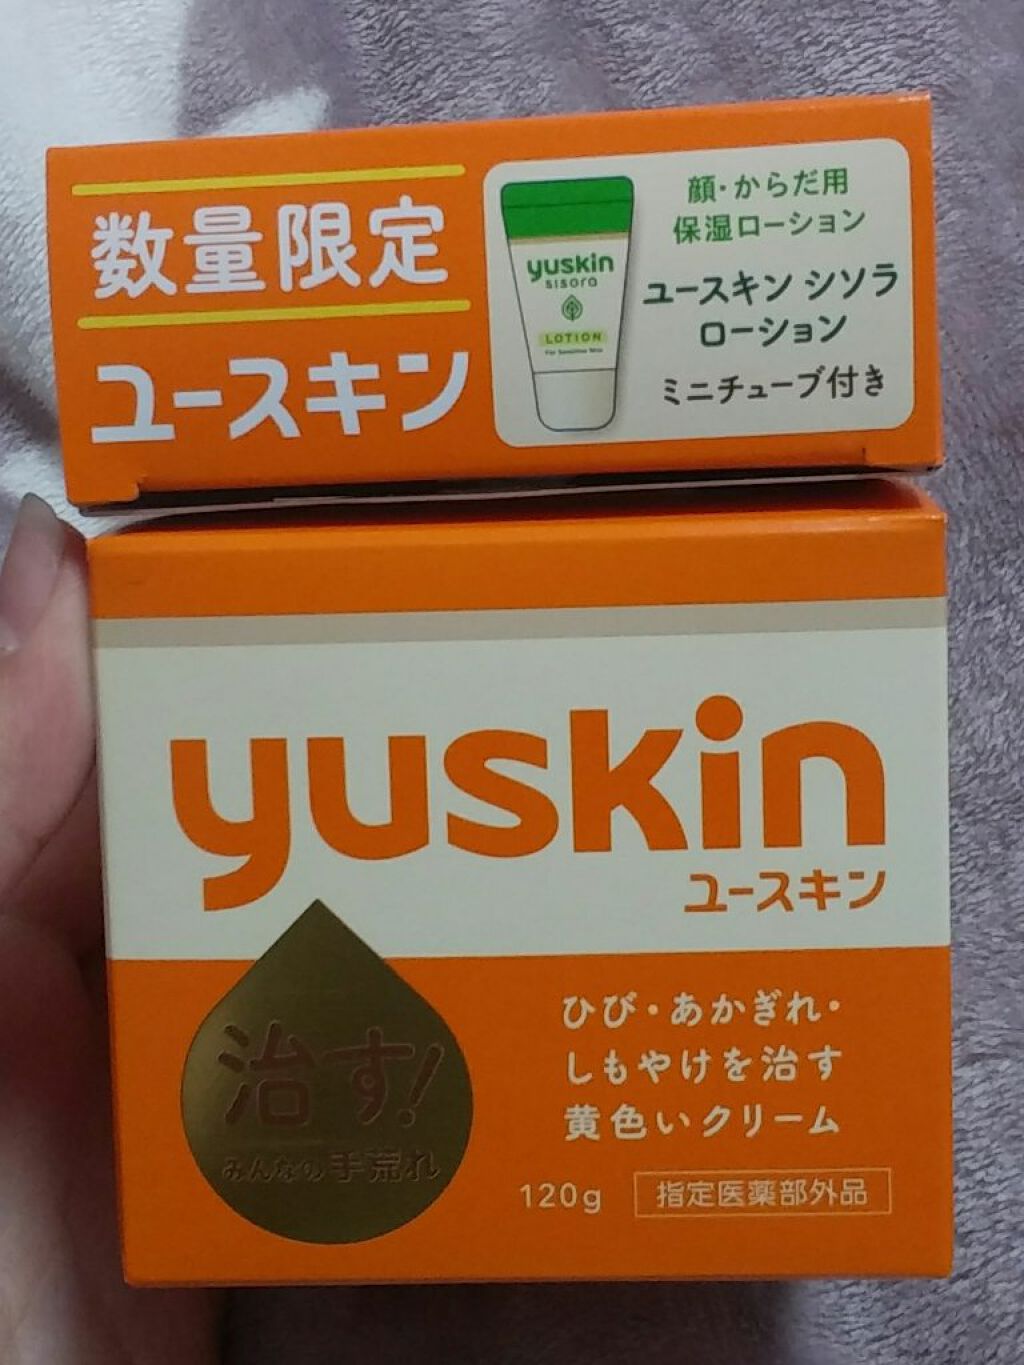 数量限定
ユースキン
yuskin
sisora
LOTION
For Sensitive Skin
顔・からだ用
保湿ローション
ユースキン シソラ
ローション
ミニチューブ付き
yuskin
ユースキン
治す!
みんなの手荒れ
ひび・あかぎれ・
しもやけを治す
黄色いクリーム
120g
指定医薬部外品